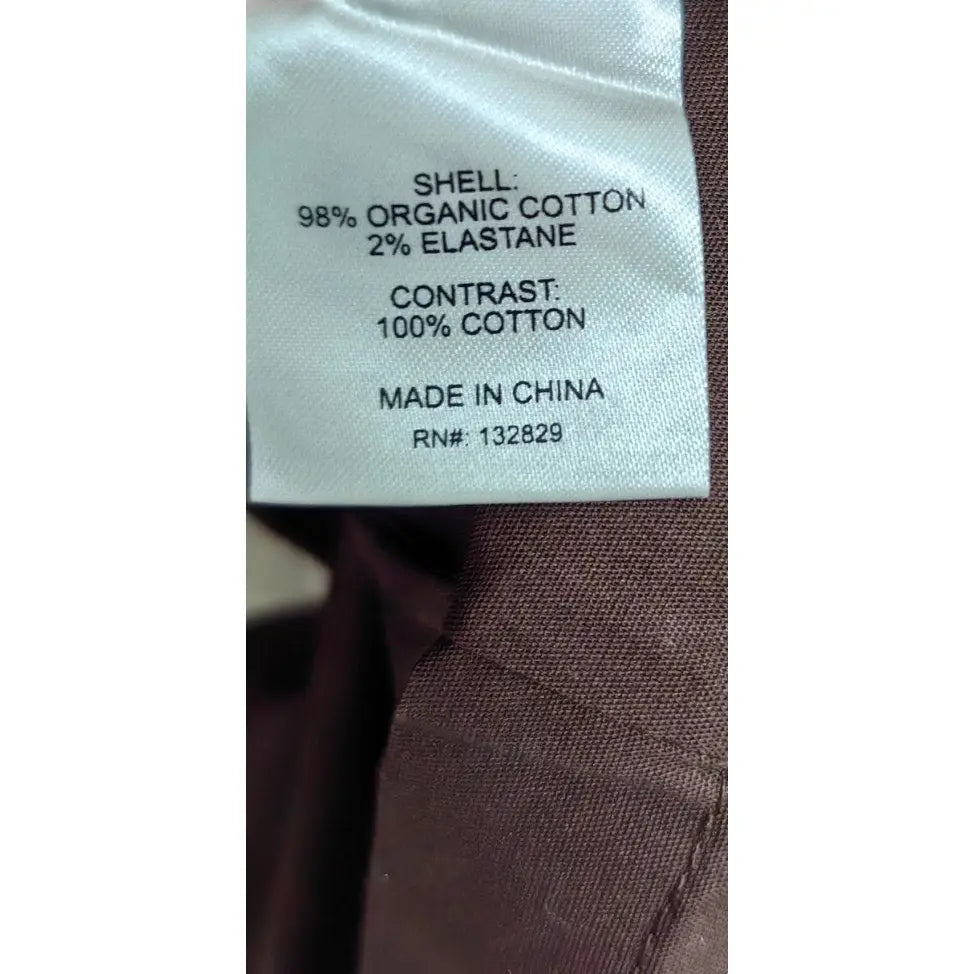 SHELL:
98% ORGANIC COTTON
2% ELASTANE
CONTRAST:
100% COTTON
MADE IN CHINA
RN#: 132829